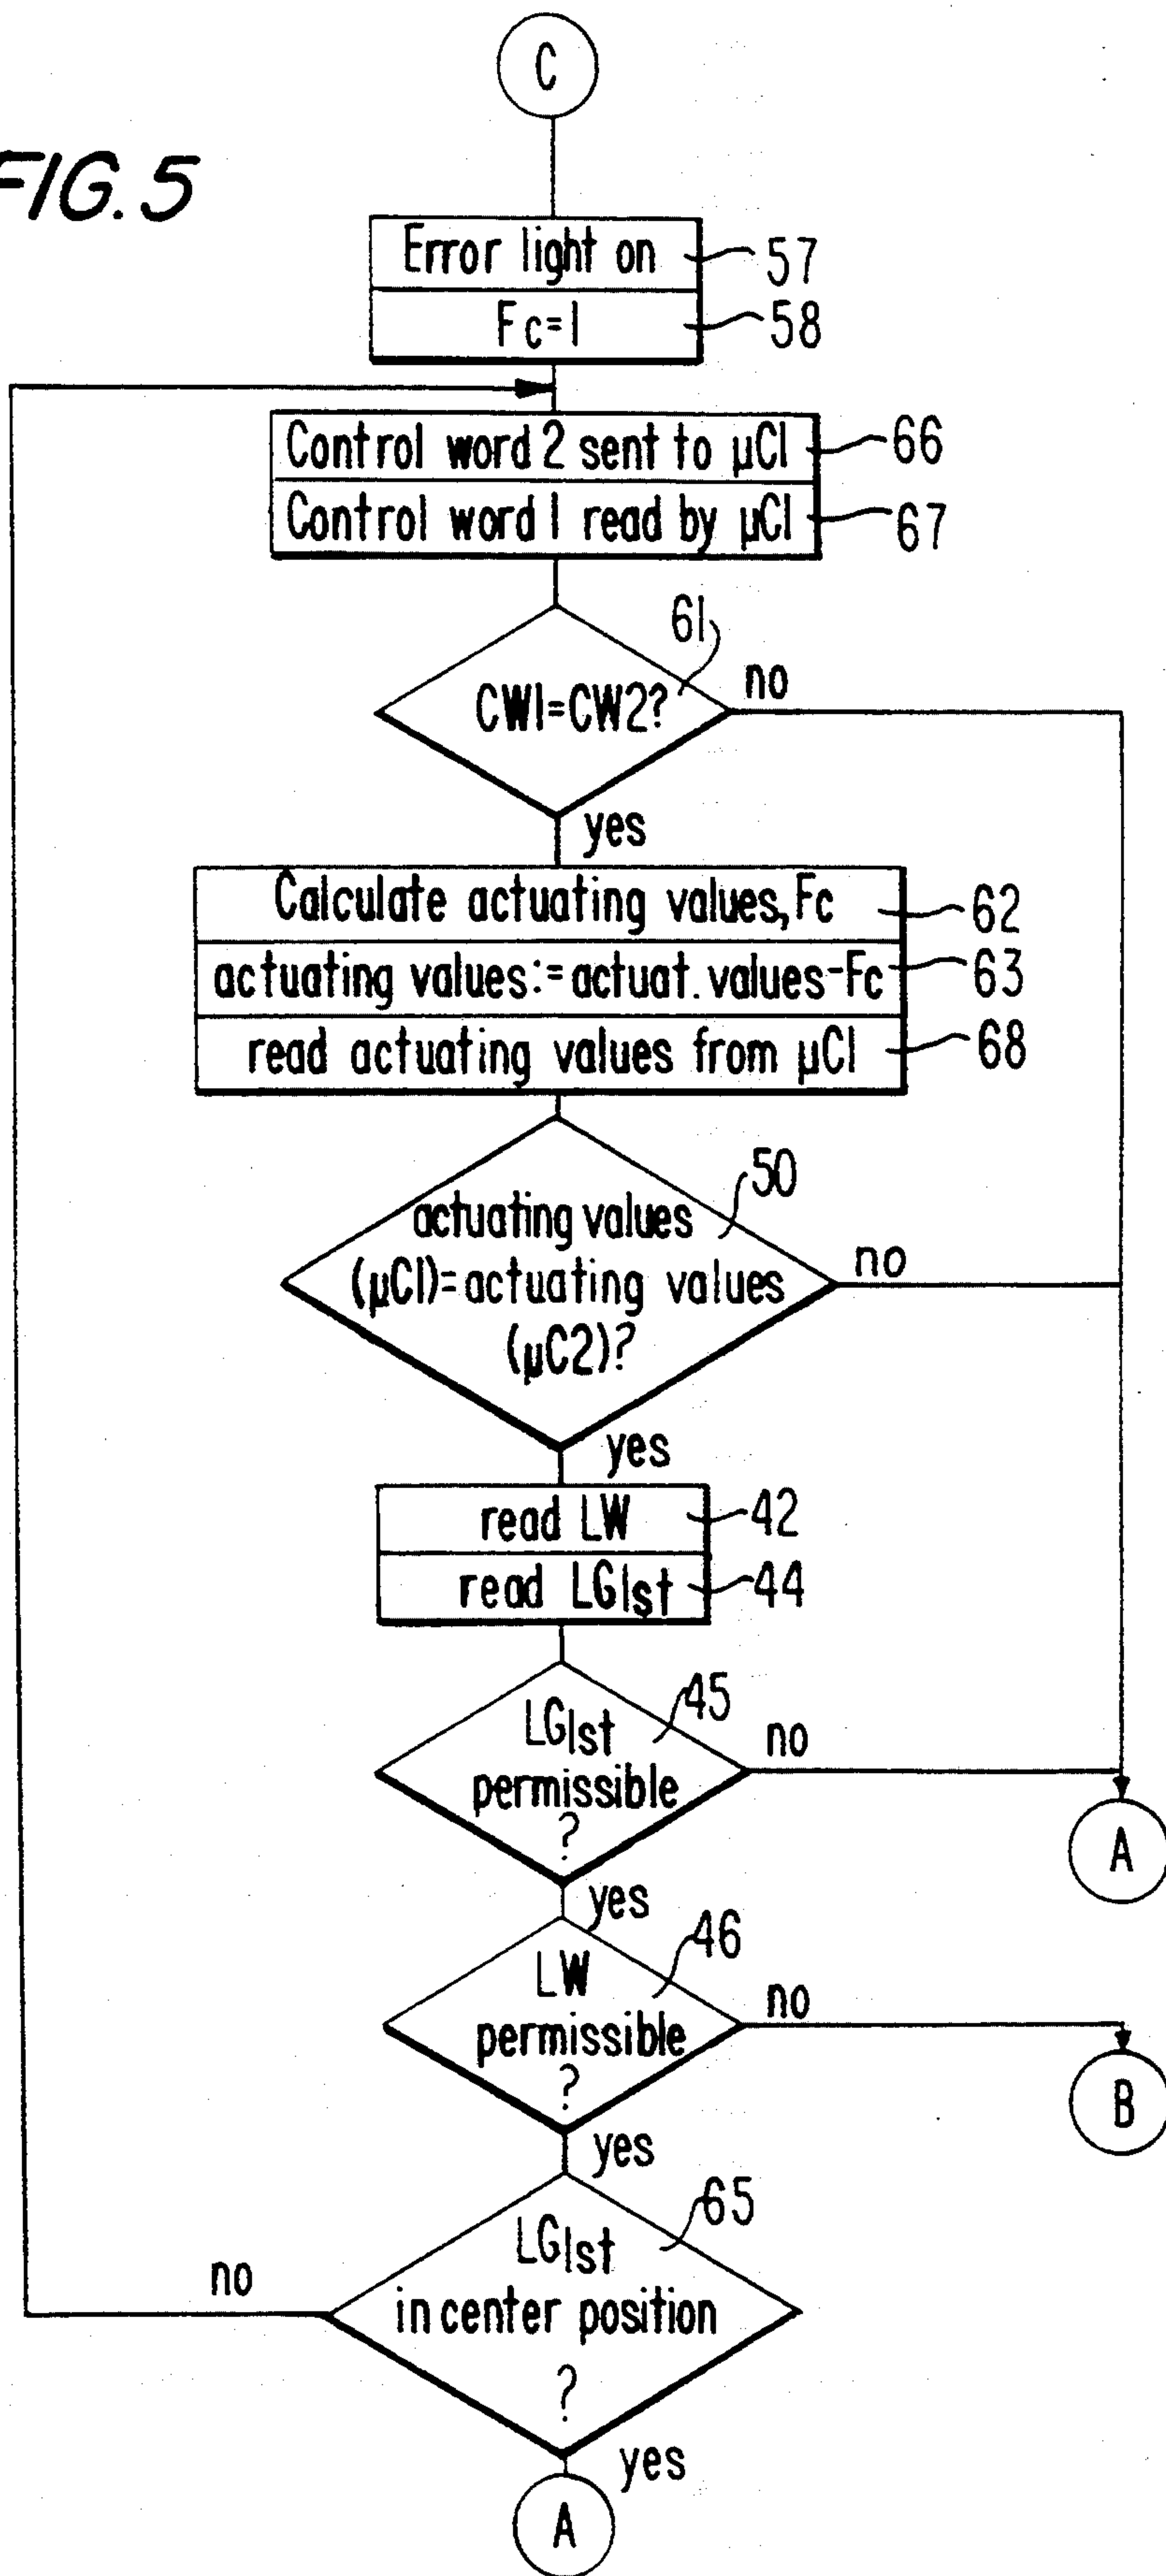 C
FIG. 5
Error light on
57
Fc=1
58
Control word 2 sent to µC1
66
Control word 1 read by µC1
67
61
CW1=CW2?
no
yes
Calculate actuating values, Fc
62
actuating values:=actuat. values-Fc
63
read actuating values from µC1
68
50
actuating values
(µC1)=actuating values
(µC2)?
no
yes
read LW
42
read LGIst
44
45
LGIst
permissible
?
no
A
yes
46
LW
permissible
?
no
B
yes
65
LGIst
in center position
?
no
yes
A